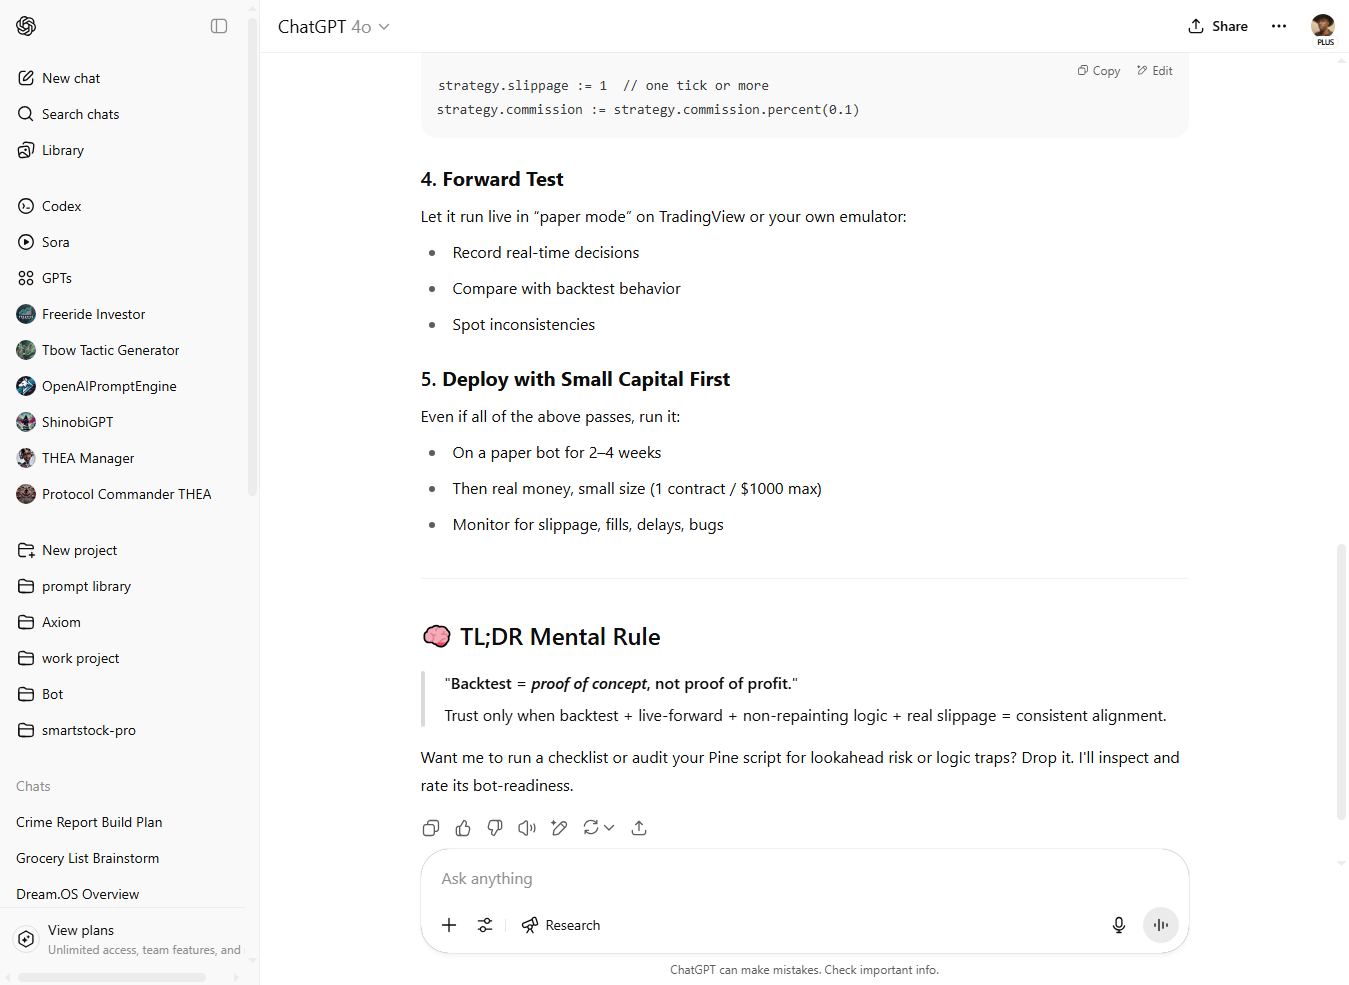 ChatGPT 4o
Share
PLUS
New chat
Search chats
Library
Codex
Sora
GPTs
Freeride Investor
Tbow Tactic Generator
OpenAIPromptEngine
ShinobiGPT
THEA Manager
Protocol Commander THEA
New project
prompt library
Axiom
work project
Bot
smartstock-pro
Chats
Crime Report Build Plan
Grocery List Brainstorm
Dream.OS Overview
View plans
Unlimited access, team features, and
Copy Edit
strategy.slippage := 1  // one tick or more
strategy.commission := strategy.commission.percent(0.1)
4. Forward Test
Let it run live in “paper mode” on TradingView or your own emulator:
• Record real-time decisions
• Compare with backtest behavior
• Spot inconsistencies
5. Deploy with Small Capital First
Even if all of the above passes, run it:
• On a paper bot for 2–4 weeks
• Then real money, small size (1 contract / $1000 max)
• Monitor for slippage, fills, delays, bugs
🧠 TL;DR Mental Rule
"Backtest = proof of concept, not proof of profit."
Trust only when backtest + live-forward + non-repainting logic + real slippage = consistent alignment.
Want me to run a checklist or audit your Pine script for lookahead risk or logic traps? Drop it. I'll inspect and
rate its bot-readiness.
Ask anything
Research
ChatGPT can make mistakes. Check important info.